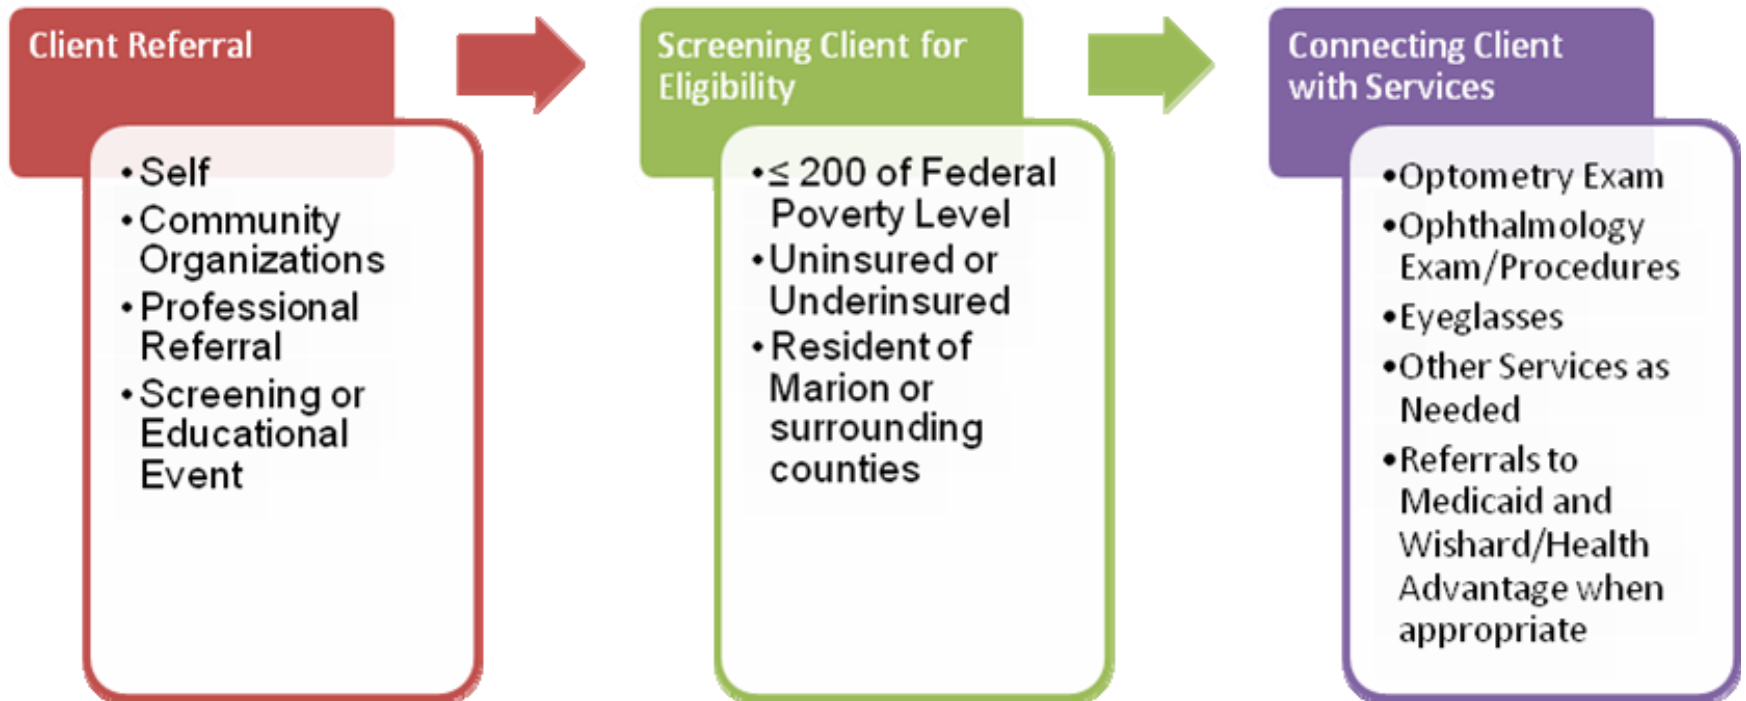 Client Referral
• Self
• Community
Organizations
• Professional
Referral
• Screening or
Educational
Event
Screening Client for
Eligibility
• ≤ 200 of Federal
Poverty Level
• Uninsured or
Underinsured
• Resident of
Marion or
surrounding
counties
Connecting Client
with Services
• Optometry Exam
• Ophthalmology
Exam/Procedures
• Eyeglasses
• Other Services as
Needed
• Referrals to
Medicaid and
Wishard/Health
Advantage when
appropriate